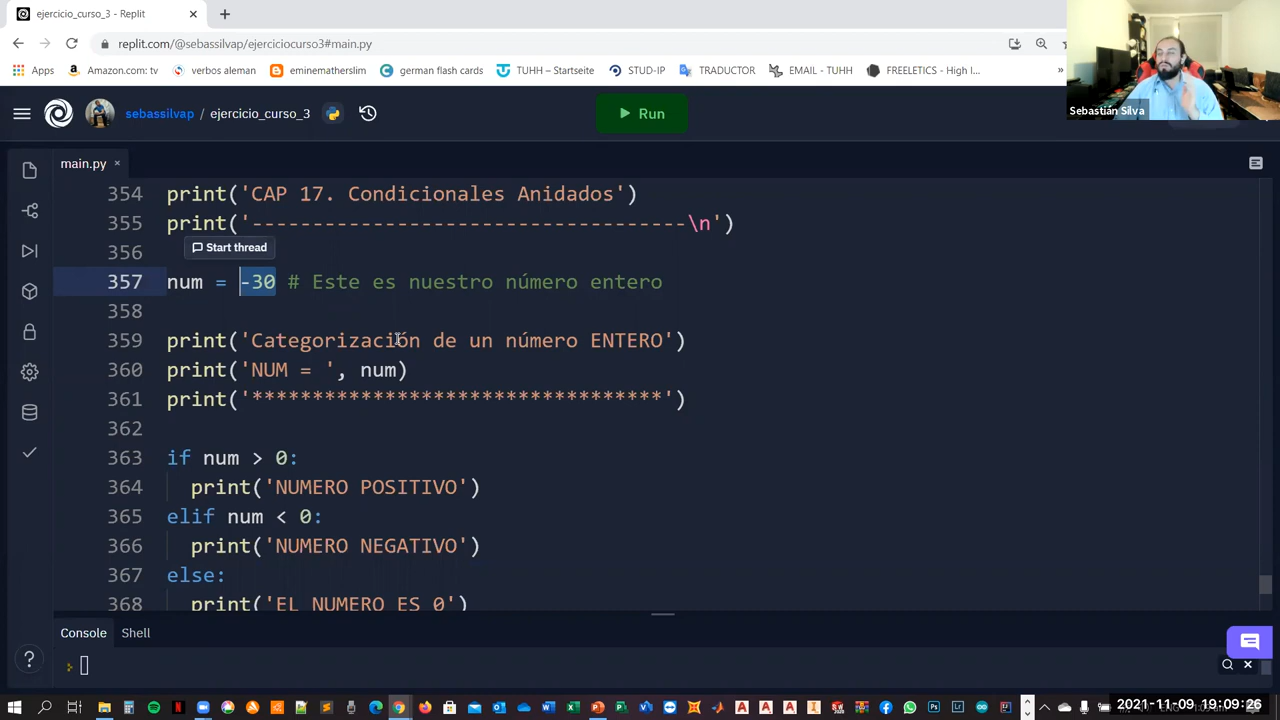 ejercicio_curso_3 - Replit
replit.com/@sebassilvap/ejerciciocurso3#main.py
Apps
Amazon.com: tv
verbos aleman
eminematherslim
german flash cards
TUHH – Startseite
STUD-IP
TRADUCTOR
EMAIL - TUHH
FREELETICS - High I...
»
Sebastián Silva
sebassilvap / ejercicio_curso_3
Run
main.py
354 print('CAP 17. Condicionales Anidados')
355 print('------------------------------------\n')
356
Start thread
357 num = -30 # Este es nuestro número entero
358
359 print('Categorización de un número ENTERO')
360 print('NUM = ', num)
361 print('**********************************')
362
363 if num > 0:
364 print('NUMERO POSITIVO')
365 elif num < 0:
366 print('NUMERO NEGATIVO')
367 else:
368 print('EL NUMERO ES 0')
Console
Shell
2021-11-09 19:09:26